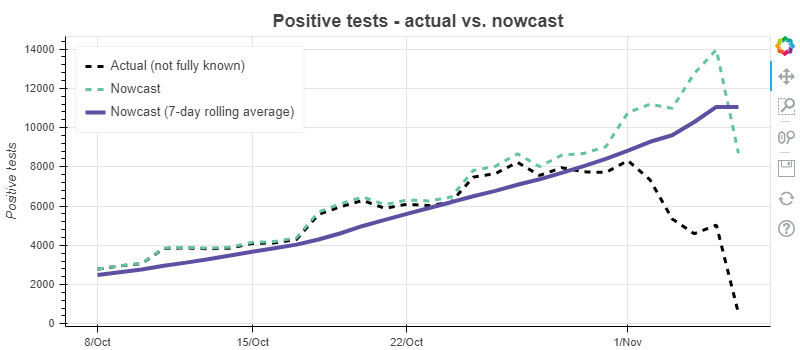 Positive tests - actual vs. nowcast
Actual (not fully known)
Nowcast
Nowcast (7-day rolling average)
Positive tests
14000
12000
10000
8000
6000
4000
2000
0
8/Oct
15/Oct
22/Oct
1/Nov